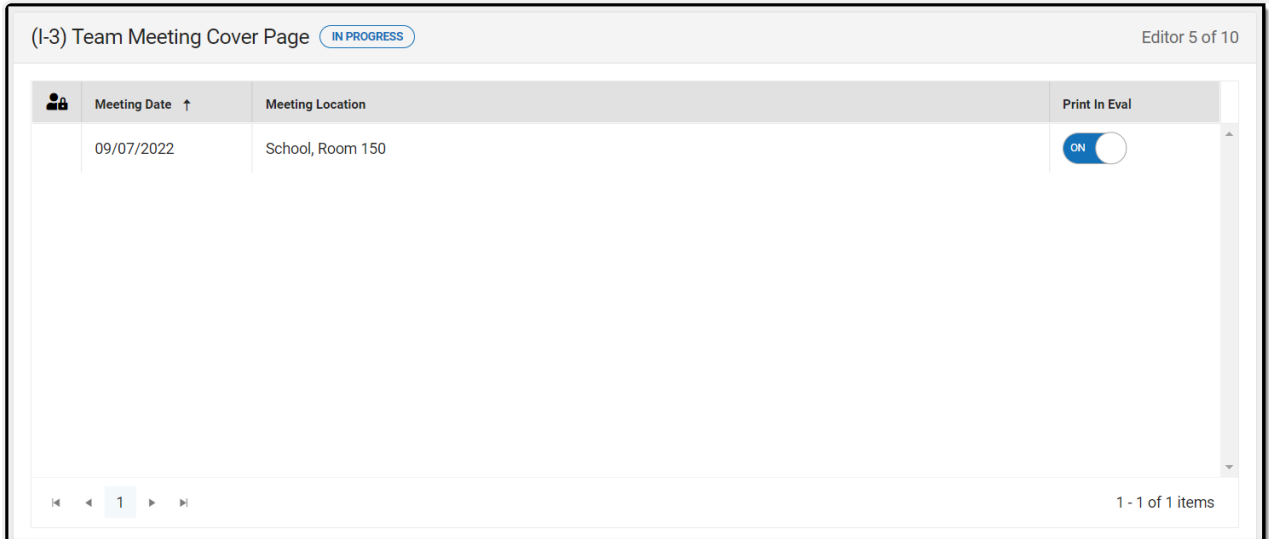 (I-3) Team Meeting Cover Page IN PROGRESS Editor 5 of 10
Meeting Date ↑ Meeting Location Print In Eval
09/07/2022 School, Room 150 ON
1 1 - 1 of 1 items